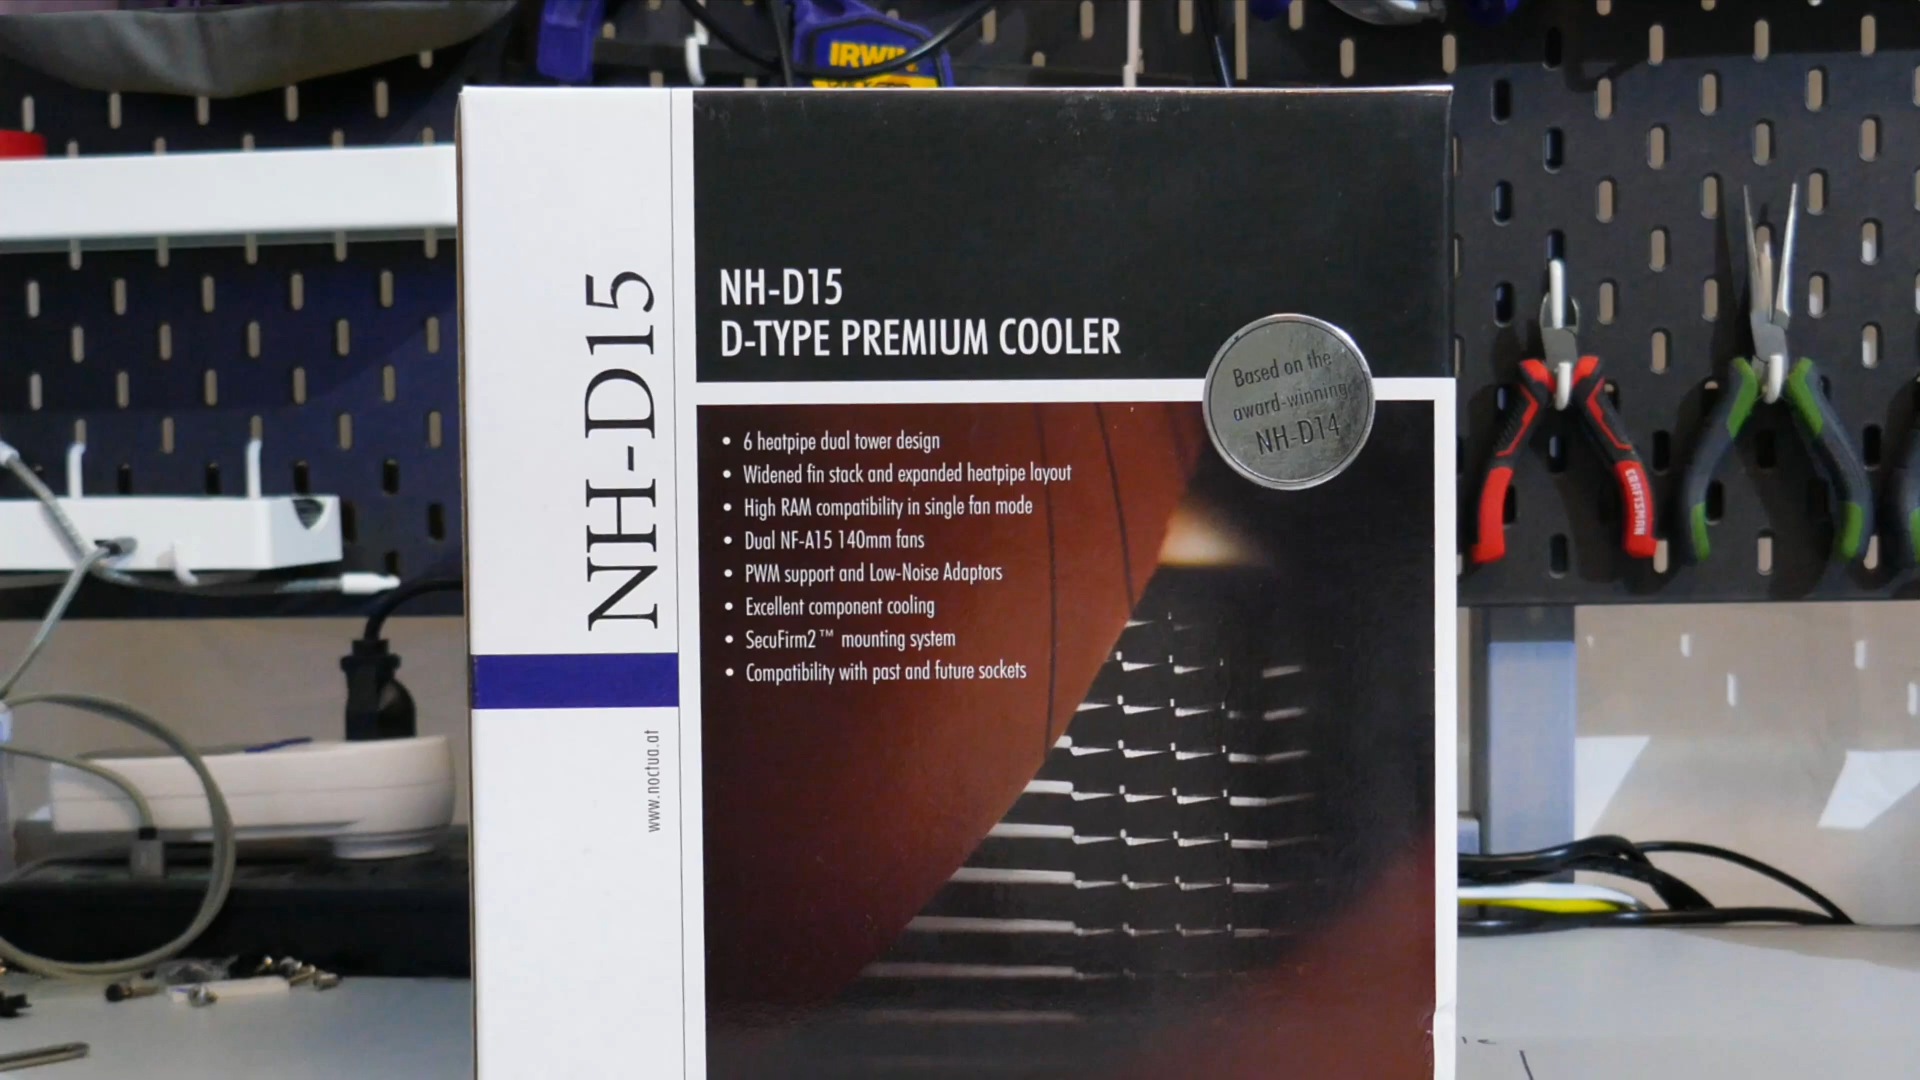 IRWIN
NH-D15
www.noctua.at
NH-D15
D-TYPE PREMIUM COOLER
Based on the
award-winning
NH-D14
• 6 heatpipe dual tower design
• Widened fin stack and expanded heatpipe layout
• High RAM compatibility in single fan mode
• Dual NF-A15 140mm fans
• PWM support and Low-Noise Adaptors
• Excellent component cooling
• SecuFirm2™ mounting system
• Compatibility with past and future sockets
CRAFTSMAN